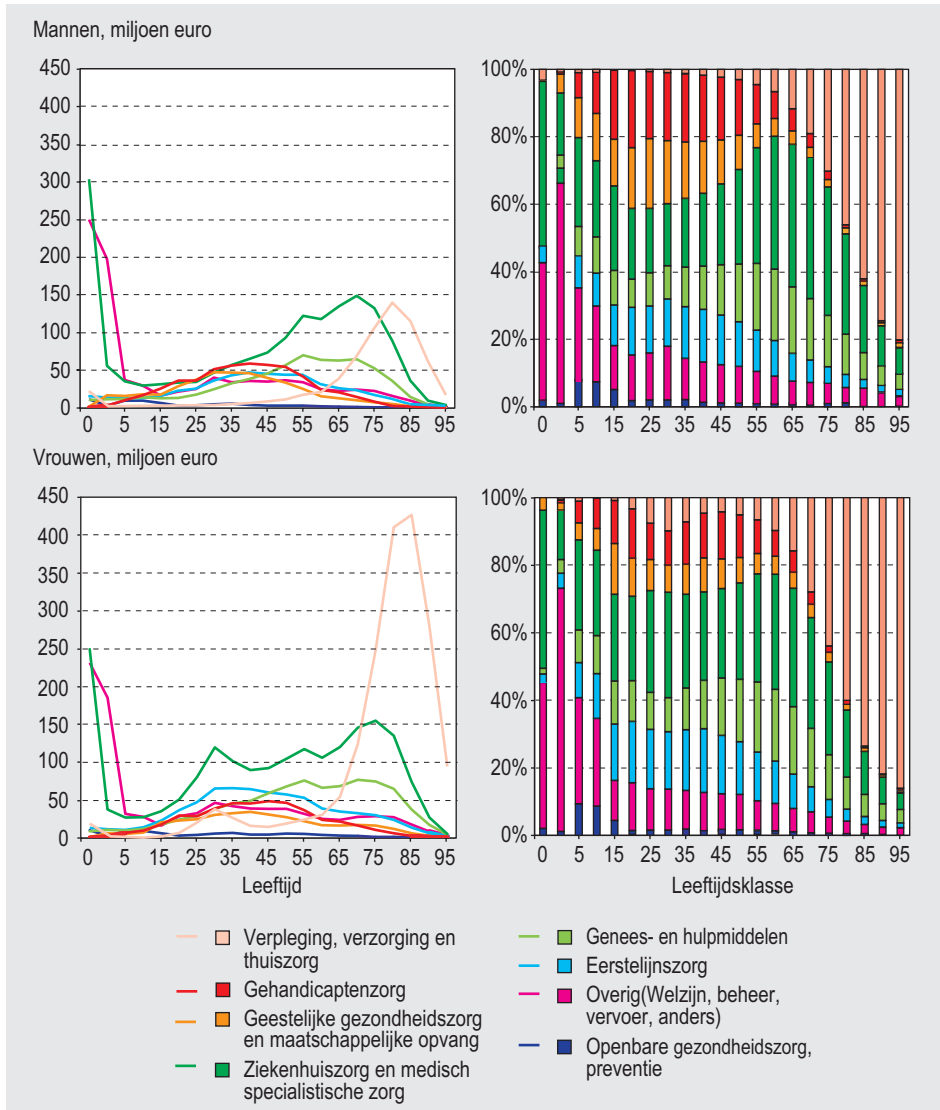 Mannen, miljoen euro
450
400
350
300
250
200
150
100
50
0
0 5 15 25 35 45 55 65 75 85 95
100%
80%
60%
40%
20%
0%
0 5 15 25 35 45 55 65 75 85 95
Vrouwen, miljoen euro
450
400
350
300
250
200
150
100
50
0
0 5 15 25 35 45 55 65 75 85 95
Leeftijd
100%
80%
60%
40%
20%
0%
0 5 15 25 35 45 55 65 75 85 95
Leeftijdsklasse
Verpleging, verzorging en
thuiszorg
Gehandicaptenzorg
Geestelijke gezondheidszorg
en maatschappelijke opvang
Ziekenhuiszorg en medisch
specialistische zorg
Genees- en hulpmiddelen
Eerstelijnszorg
Overig(Welzijn, beheer,
vervoer, anders)
Openbare gezondheidszorg,
preventie